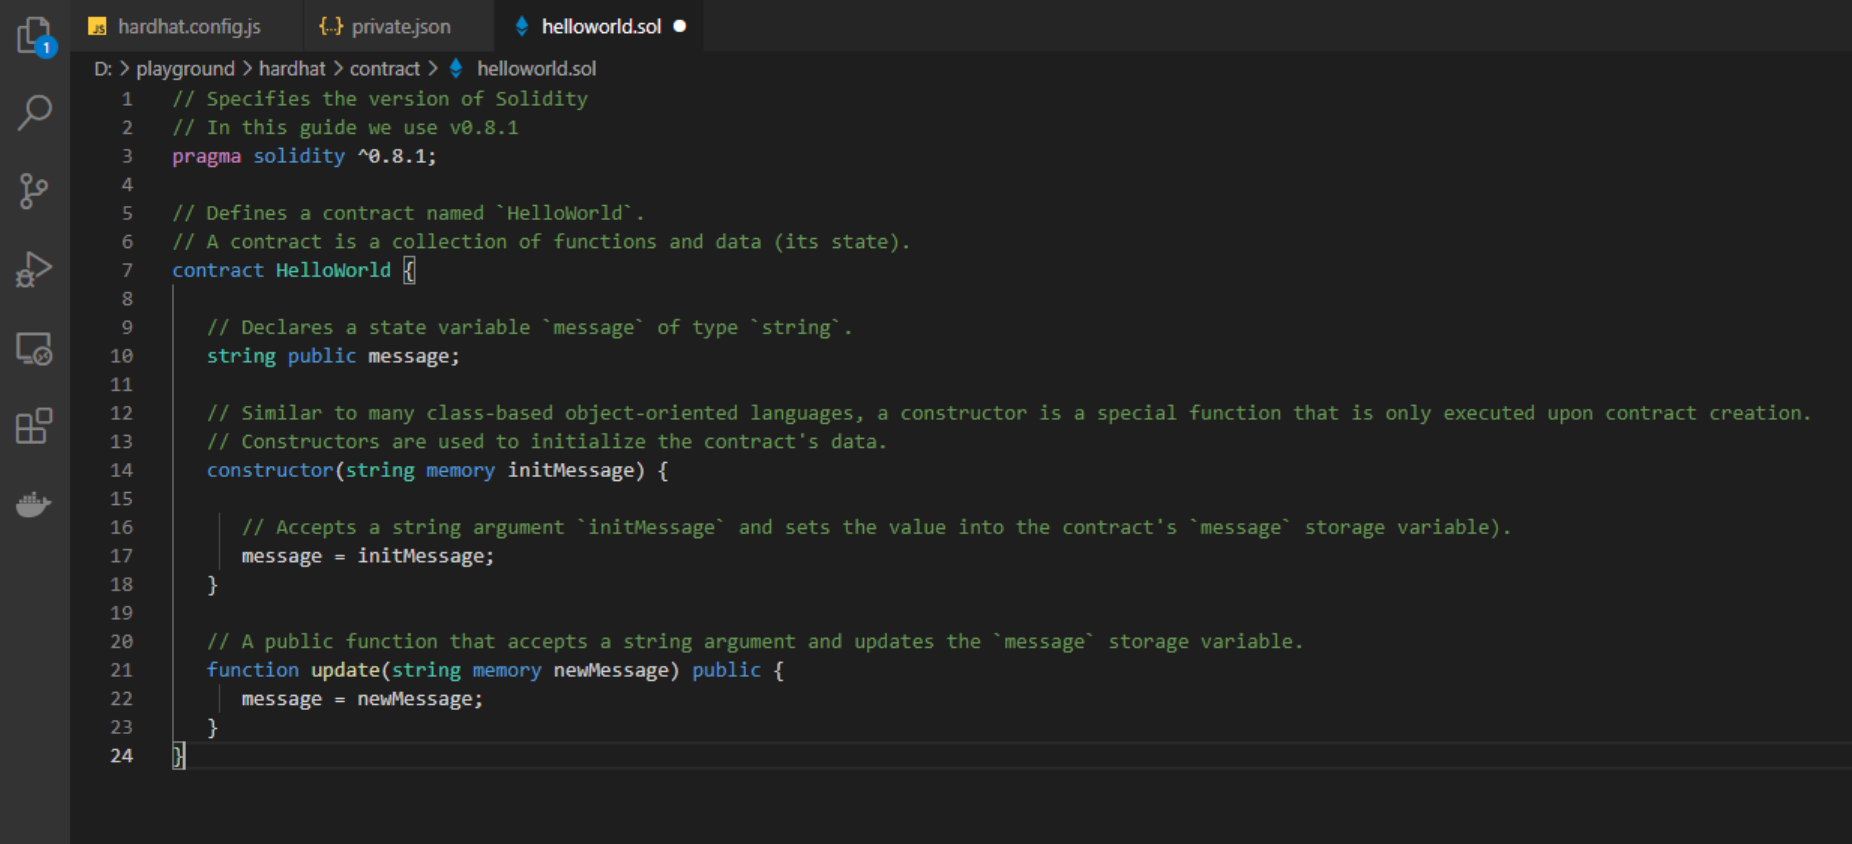 hardhat.config.js {..} private.json helloworld.sol
1
D: > playground > hardhat > contract > helloworld.sol
1 // Specifies the version of Solidity
2 // In this guide we use v0.8.1
3 pragma solidity ^0.8.1;
4
5 // Defines a contract named `HelloWorld`.
6 // A contract is a collection of functions and data (its state).
7 contract HelloWorld {
8
9 // Declares a state variable `message` of type `string`.
10 string public message;
11
12 // Similar to many class-based object-oriented languages, a constructor is a special function that is only executed upon contract creation.
13 // Constructors are used to initialize the contract's data.
14 constructor(string memory initMessage) {
15
16 // Accepts a string argument `initMessage` and sets the value into the contract's `message` storage variable).
17 message = initMessage;
18 }
19
20 // A public function that accepts a string argument and updates the `message` storage variable.
21 function update(string memory newMessage) public {
22 message = newMessage;
23 }
24 }